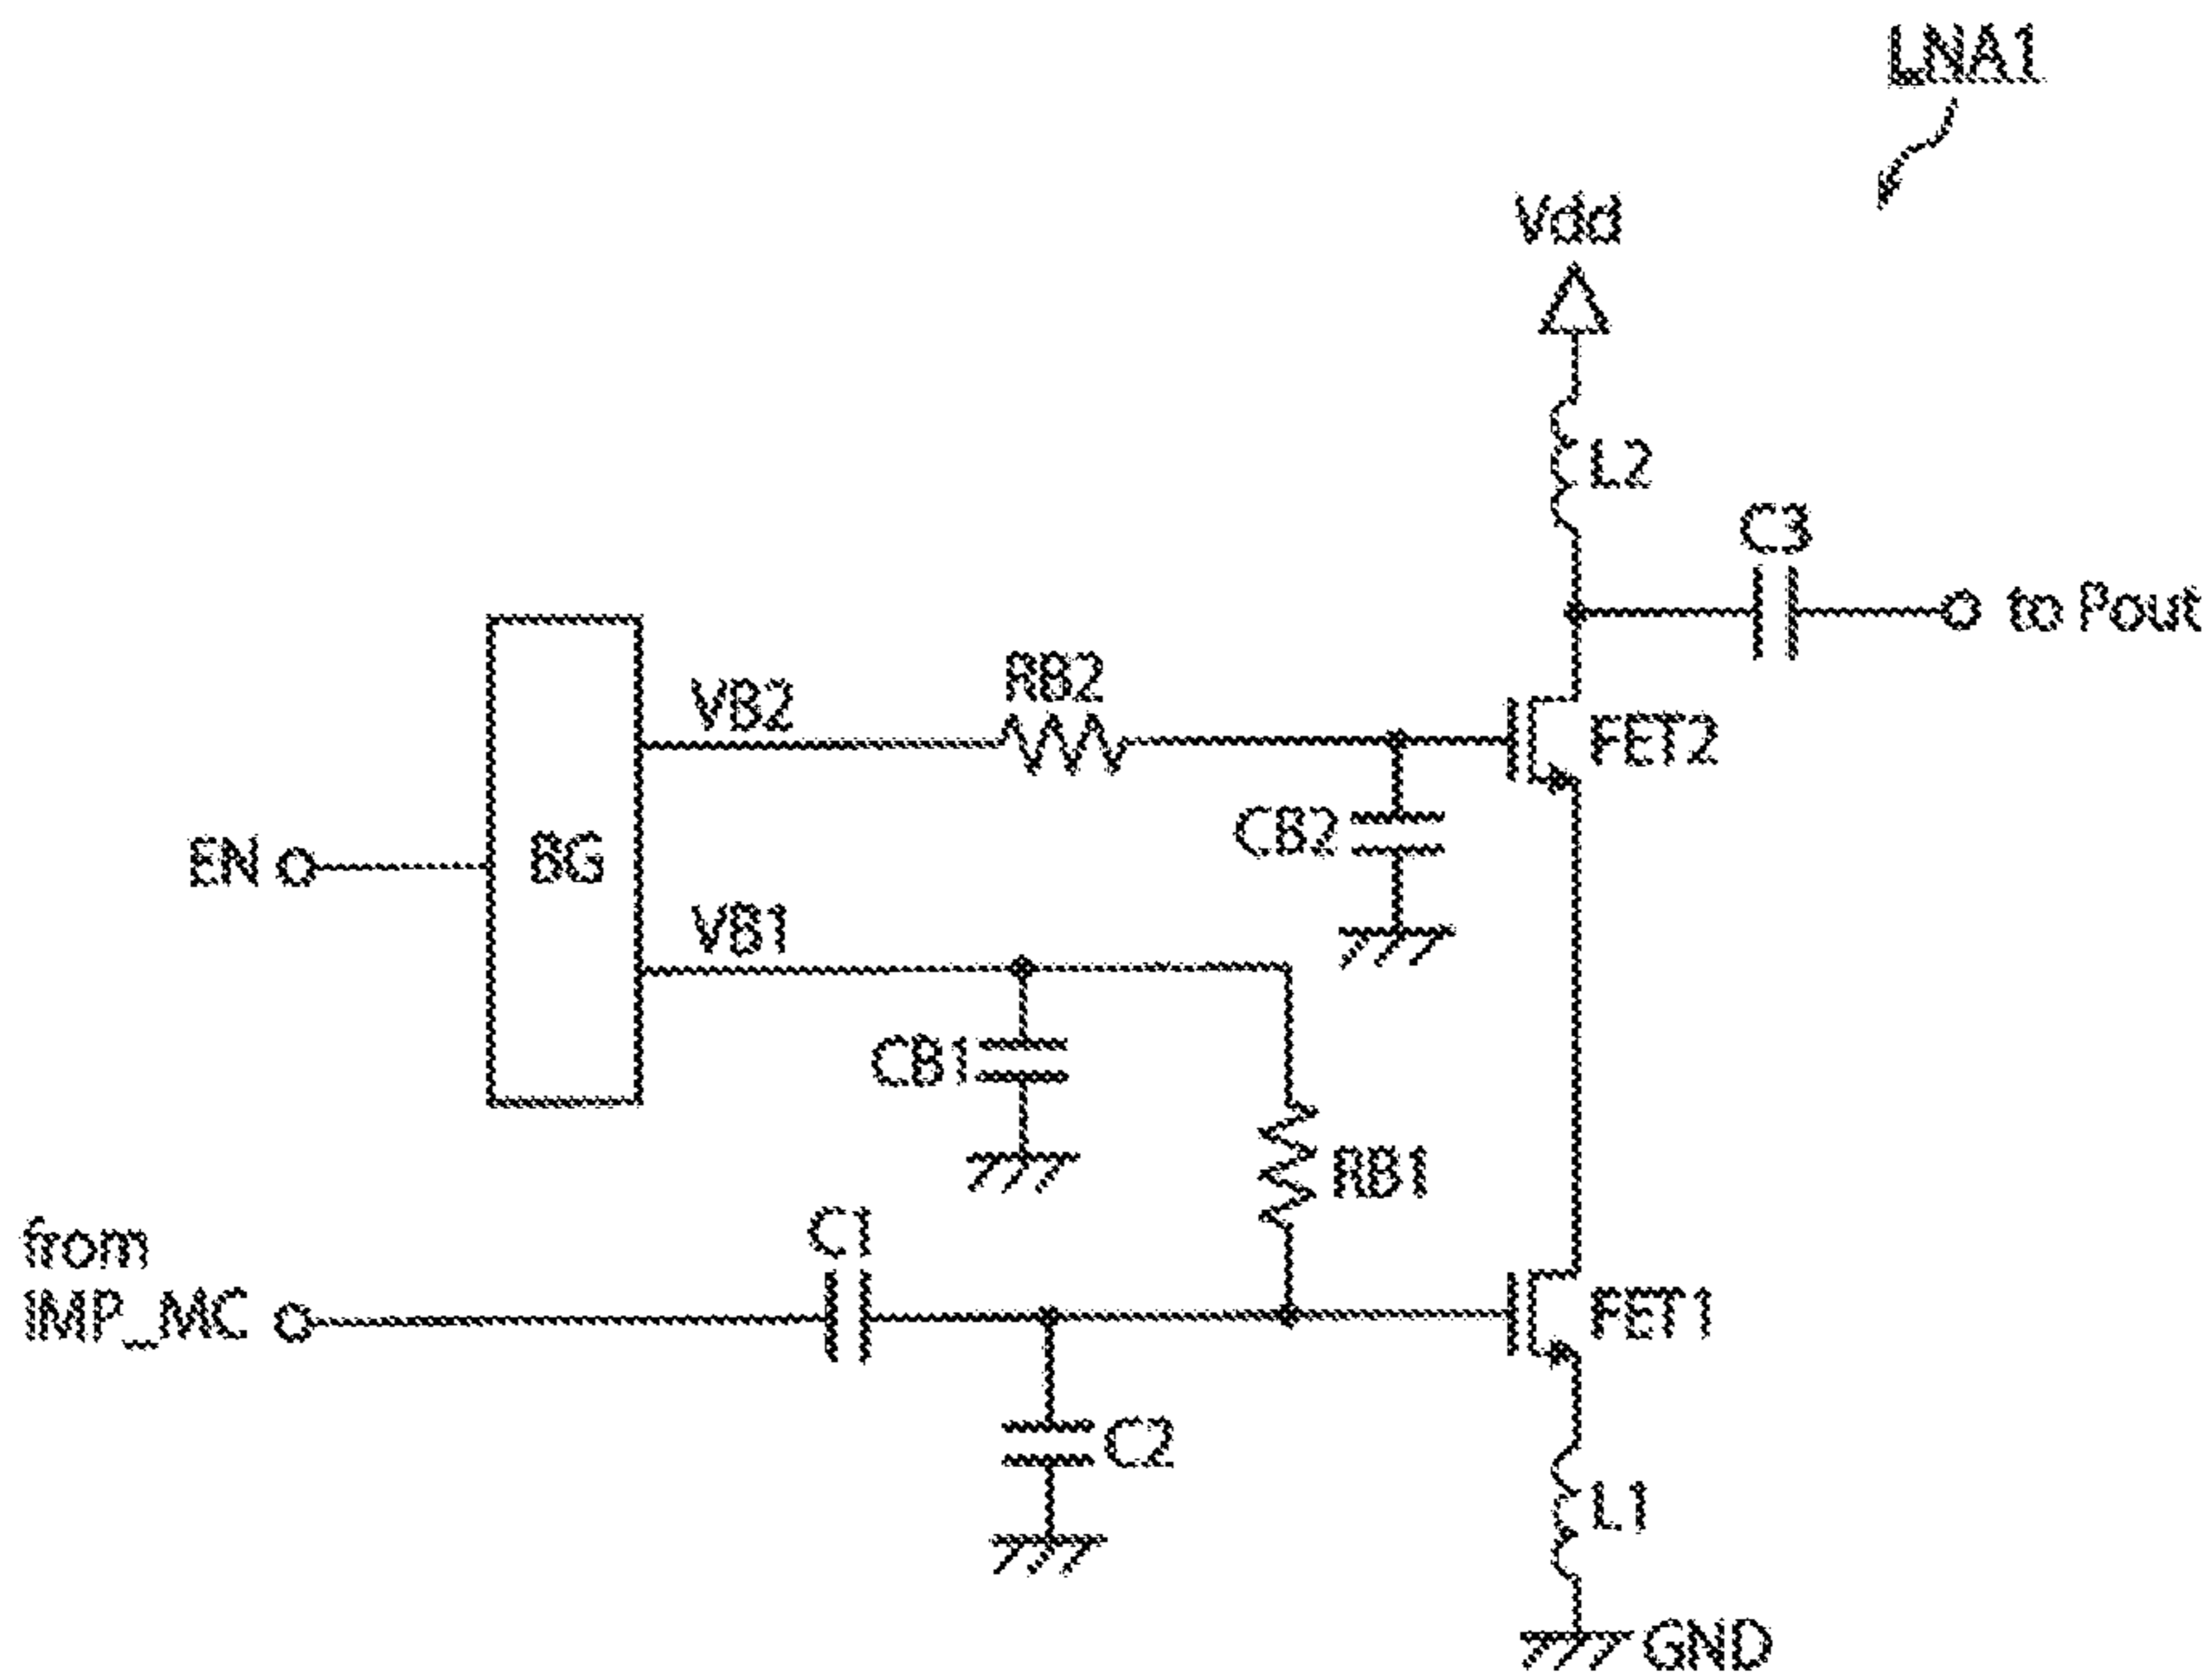 LNA1
Vdd
L2
C3
to Pout
RB2
VB2
FET2
CB2
EN
BG
VB1
CB1
RB1
C1
from
IMP_MC
FET1
C2
L1
GND